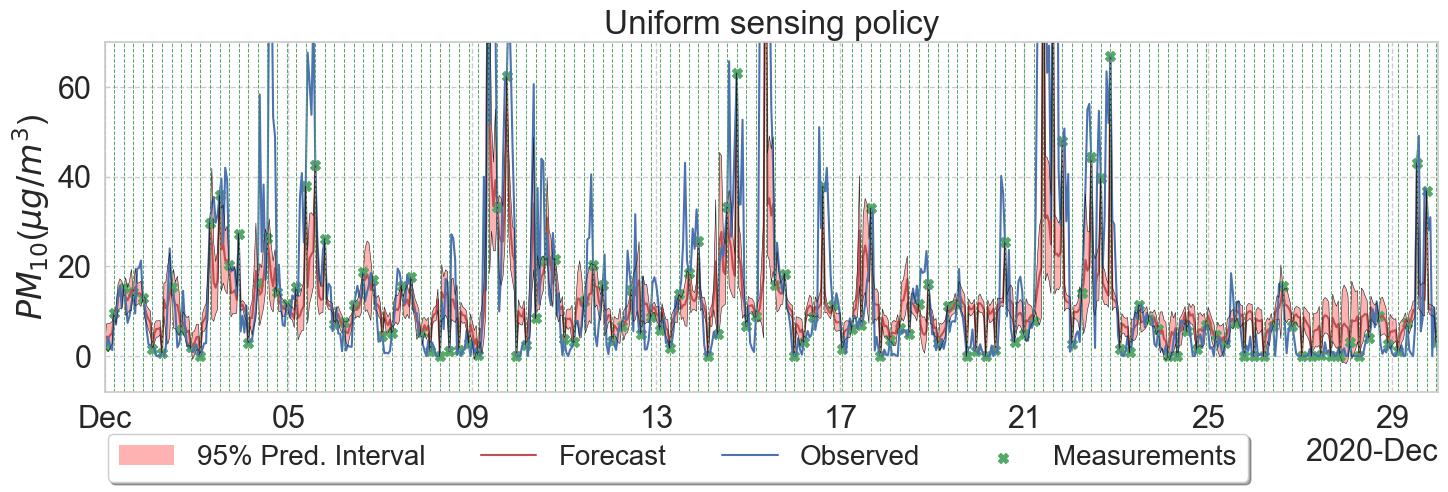 Uniform sensing policy
PM₁₀(μg/m³)
60
40
20
0
Dec 05 09 13 17 21 25 29
2020-Dec
95% Pred. Interval Forecast Observed Measurements